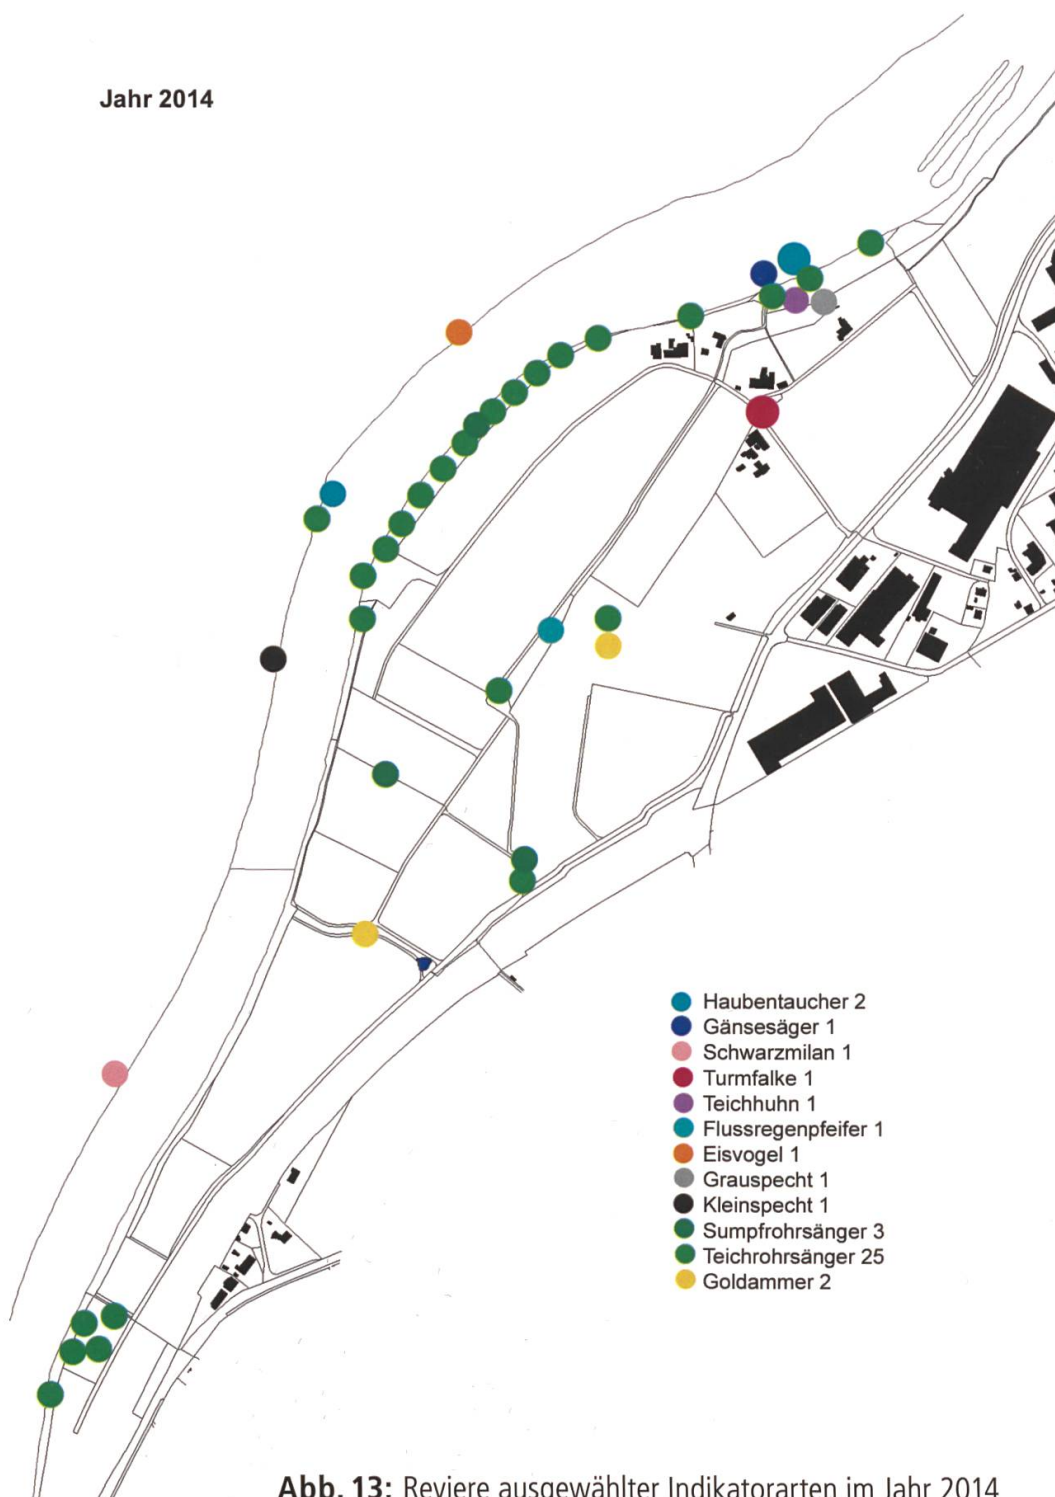 Jahr 2014
Haubentaucher 2
Gänsesäger 1
Schwarzmilan 1
Turmfalke 1
Teichhuhn 1
Flussregenpfeifer 1
Eisvogel 1
Grauspecht 1
Kleinspecht 1
Sumpfrohrsänger 3
Teichrohrsänger 25
Goldammer 2
Abb. 13: Reviere ausgewählter Indikatorarten im Jahr 2014